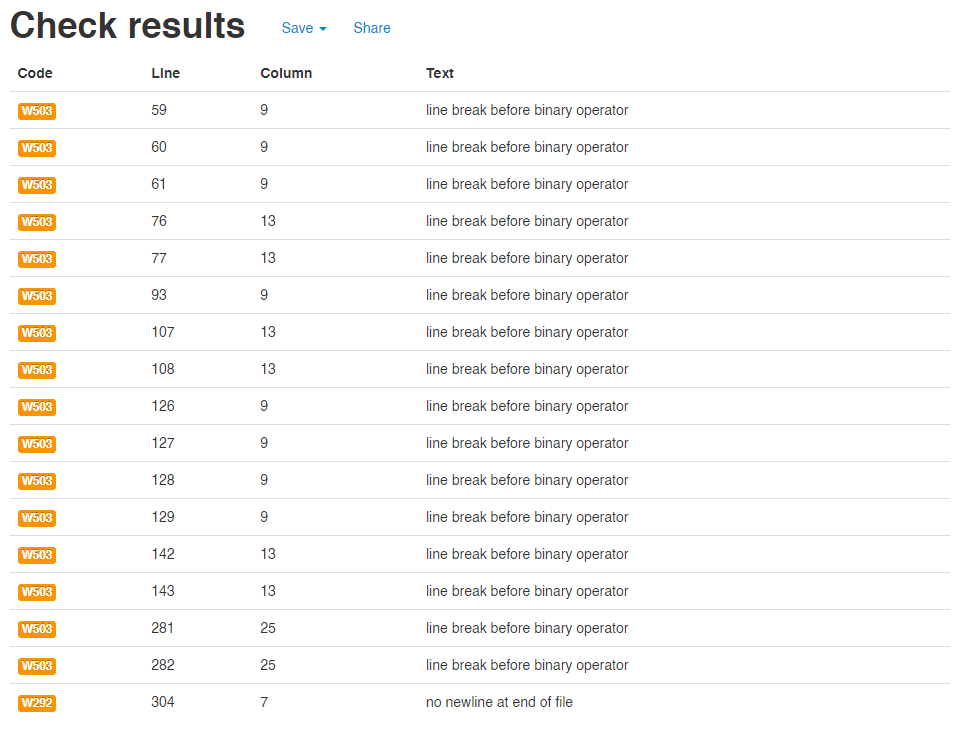 Check results Save Share
Code Line Column Text
W503 59 9 line break before binary operator
W503 60 9 line break before binary operator
W503 61 9 line break before binary operator
W503 76 13 line break before binary operator
W503 77 13 line break before binary operator
W503 93 9 line break before binary operator
W503 107 13 line break before binary operator
W503 108 13 line break before binary operator
W503 126 9 line break before binary operator
W503 127 9 line break before binary operator
W503 128 9 line break before binary operator
W503 129 9 line break before binary operator
W503 142 13 line break before binary operator
W503 143 13 line break before binary operator
W503 281 25 line break before binary operator
W503 282 25 line break before binary operator
W292 304 7 no newline at end of file